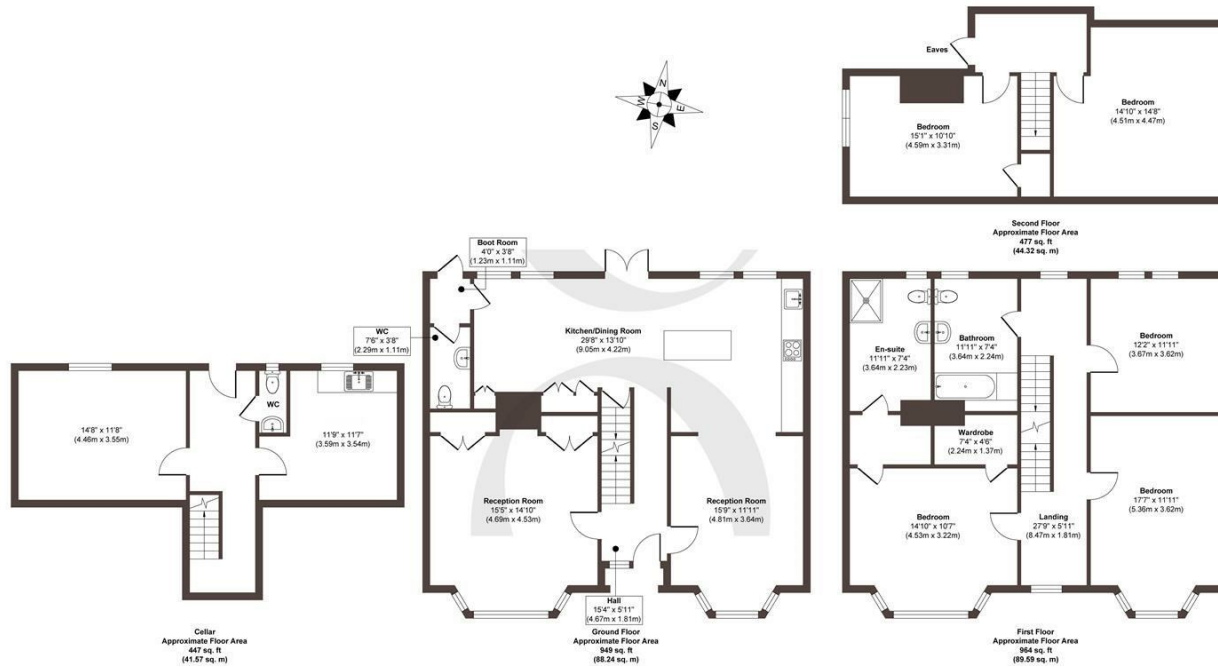 Eaves
Bedroom
15'1" x 10'10"
(4.59m x 3.31m)
Bedroom
14'10" x 14'8"
(4.51m x 4.47m)
Second Floor
Approximate Floor Area
477 sq. ft
(44.32 sq. m)
N
E
S
W
Boot Room
4'0" x 3'8"
(1.23m x 1.11m)
WC
7'6" x 3'8"
(2.29m x 1.11m)
Kitchen/Dining Room
29'8" x 13'10"
(9.05m x 4.22m)
Reception Room
15'5" x 14'10"
(4.69m x 4.53m)
Reception Room
15'9" x 11'11"
(4.81m x 3.64m)
Hall
15'4" x 5'11"
(4.67m x 1.81m)
Ground Floor
Approximate Floor Area
949 sq. ft
(88.24 sq. m)
14'8" x 11'8"
(4.46m x 3.55m)
WC
11'9" x 11'7"
(3.59m x 3.54m)
Cellar
Approximate Floor Area
447 sq. ft
(41.57 sq. m)
En-suite
11'11" x 7'4"
(3.64m x 2.23m)
Bathroom
11'11" x 7'4"
(3.64m x 2.24m)
Bedroom
12'2" x 11'11"
(3.67m x 3.62m)
Wardrobe
7'4" x 4'6"
(2.24m x 1.37m)
Bedroom
14'10" x 10'7"
(4.53m x 3.22m)
Landing
27'9" x 5'11"
(8.47m x 1.81m)
Bedroom
17'7" x 11'11"
(5.36m x 3.62m)
First Floor
Approximate Floor Area
964 sq. ft
(89.59 sq. m)